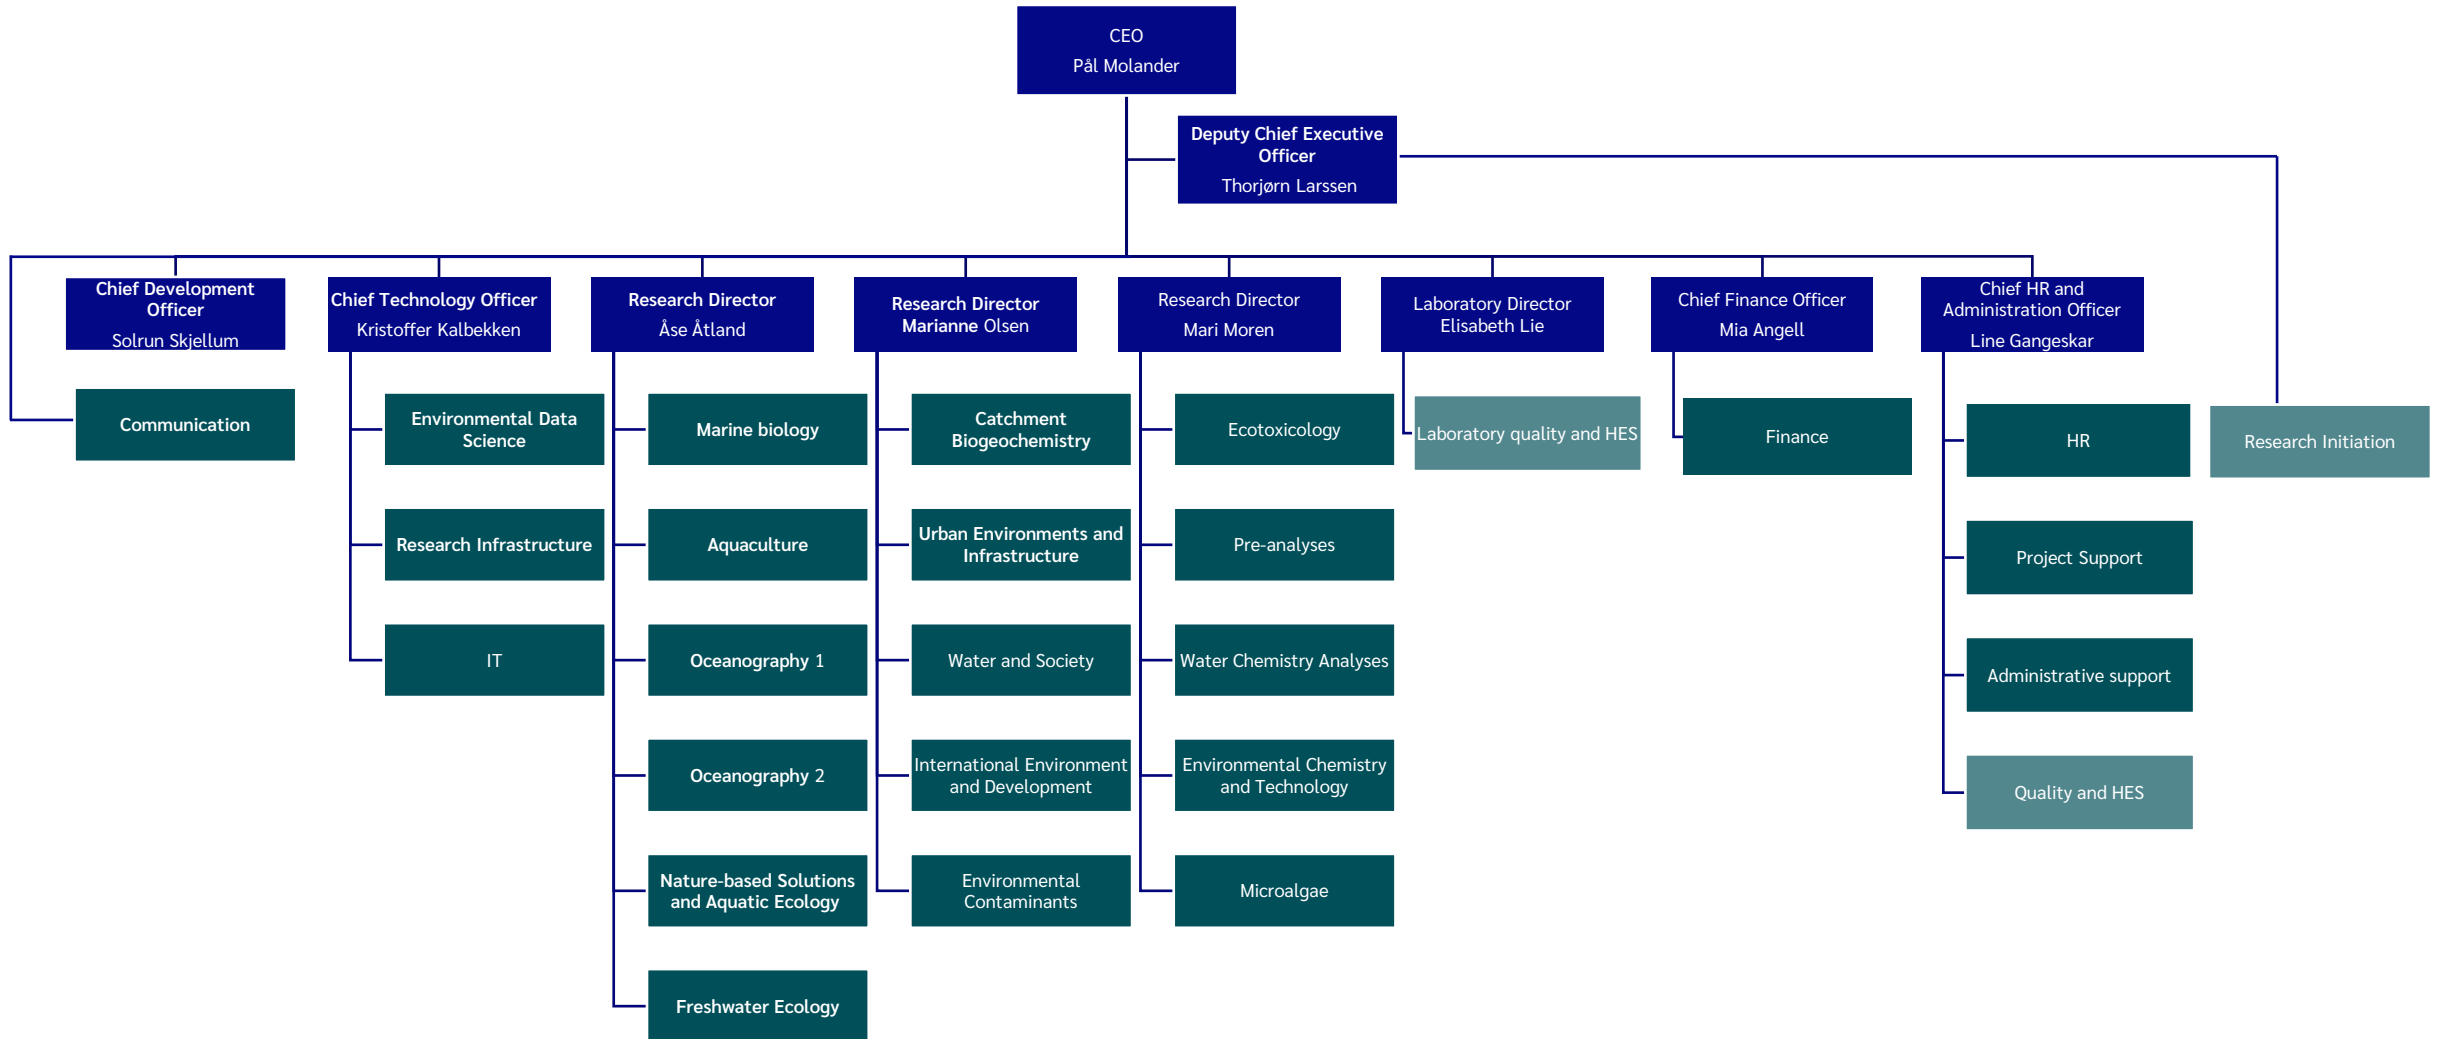 CEO
Pål Molander
Deputy Chief Executive
Officer
Thorjørn Larssen
Chief Development
Officer
Solrun Skjellum
Chief Technology Officer
Kristoffer Kalbekken
Research Director
Åse Åtland
Research Director
Marianne Olsen
Research Director
Mari Moren
Laboratory Director
Elisabeth Lie
Chief Finance Officer
Mia Angell
Chief HR and
Administration Officer
Line Gangeskar
Communication
Environmental Data
Science
Research Infrastructure
IT
Marine biology
Aquaculture
Oceanography 1
Oceanography 2
Nature-based Solutions
and Aquatic Ecology
Freshwater Ecology
Catchment
Biogeochemistry
Urban Environments and
Infrastructure
Water and Society
International Environment
and Development
Environmental
Contaminants
Ecotoxicology
Pre-analyses
Water Chemistry Analyses
Environmental Chemistry
and Technology
Microalgae
Laboratory quality and HES
Finance
HR
Project Support
Administrative support
Quality and HES
Research Initiation